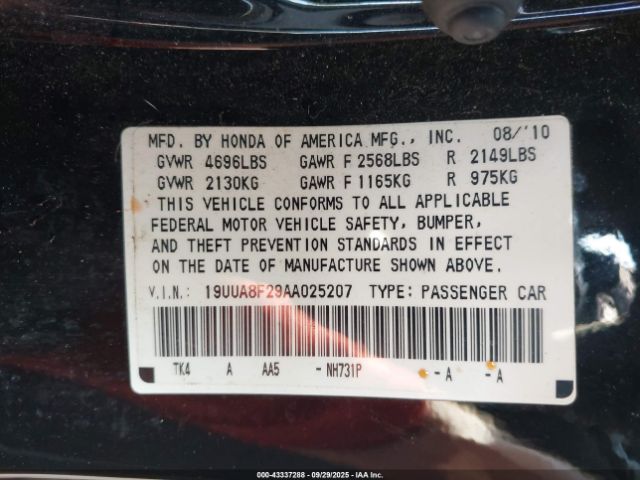 MFD. BY HONDA OF AMERICA MFG., INC. 08/'10
GVWR 4696LBS GAWR F 2568LBS R 2149LBS
GVWR 2130KG GAWR F 1165KG R 975KG
THIS VEHICLE CONFORMS TO ALL APPLICABLE
FEDERAL MOTOR VEHICLE SAFETY, BUMPER,
AND THEFT PREVENTION STANDARDS IN EFFECT
ON THE DATE OF MANUFACTURE SHOWN ABOVE.
V.I.N.: 19UUA8F29AA025207 TYPE: PASSENGER CAR
TK4 A AA5 -NH731P -A -A
000-43337288 - 09/29/2025 - IAA Inc.